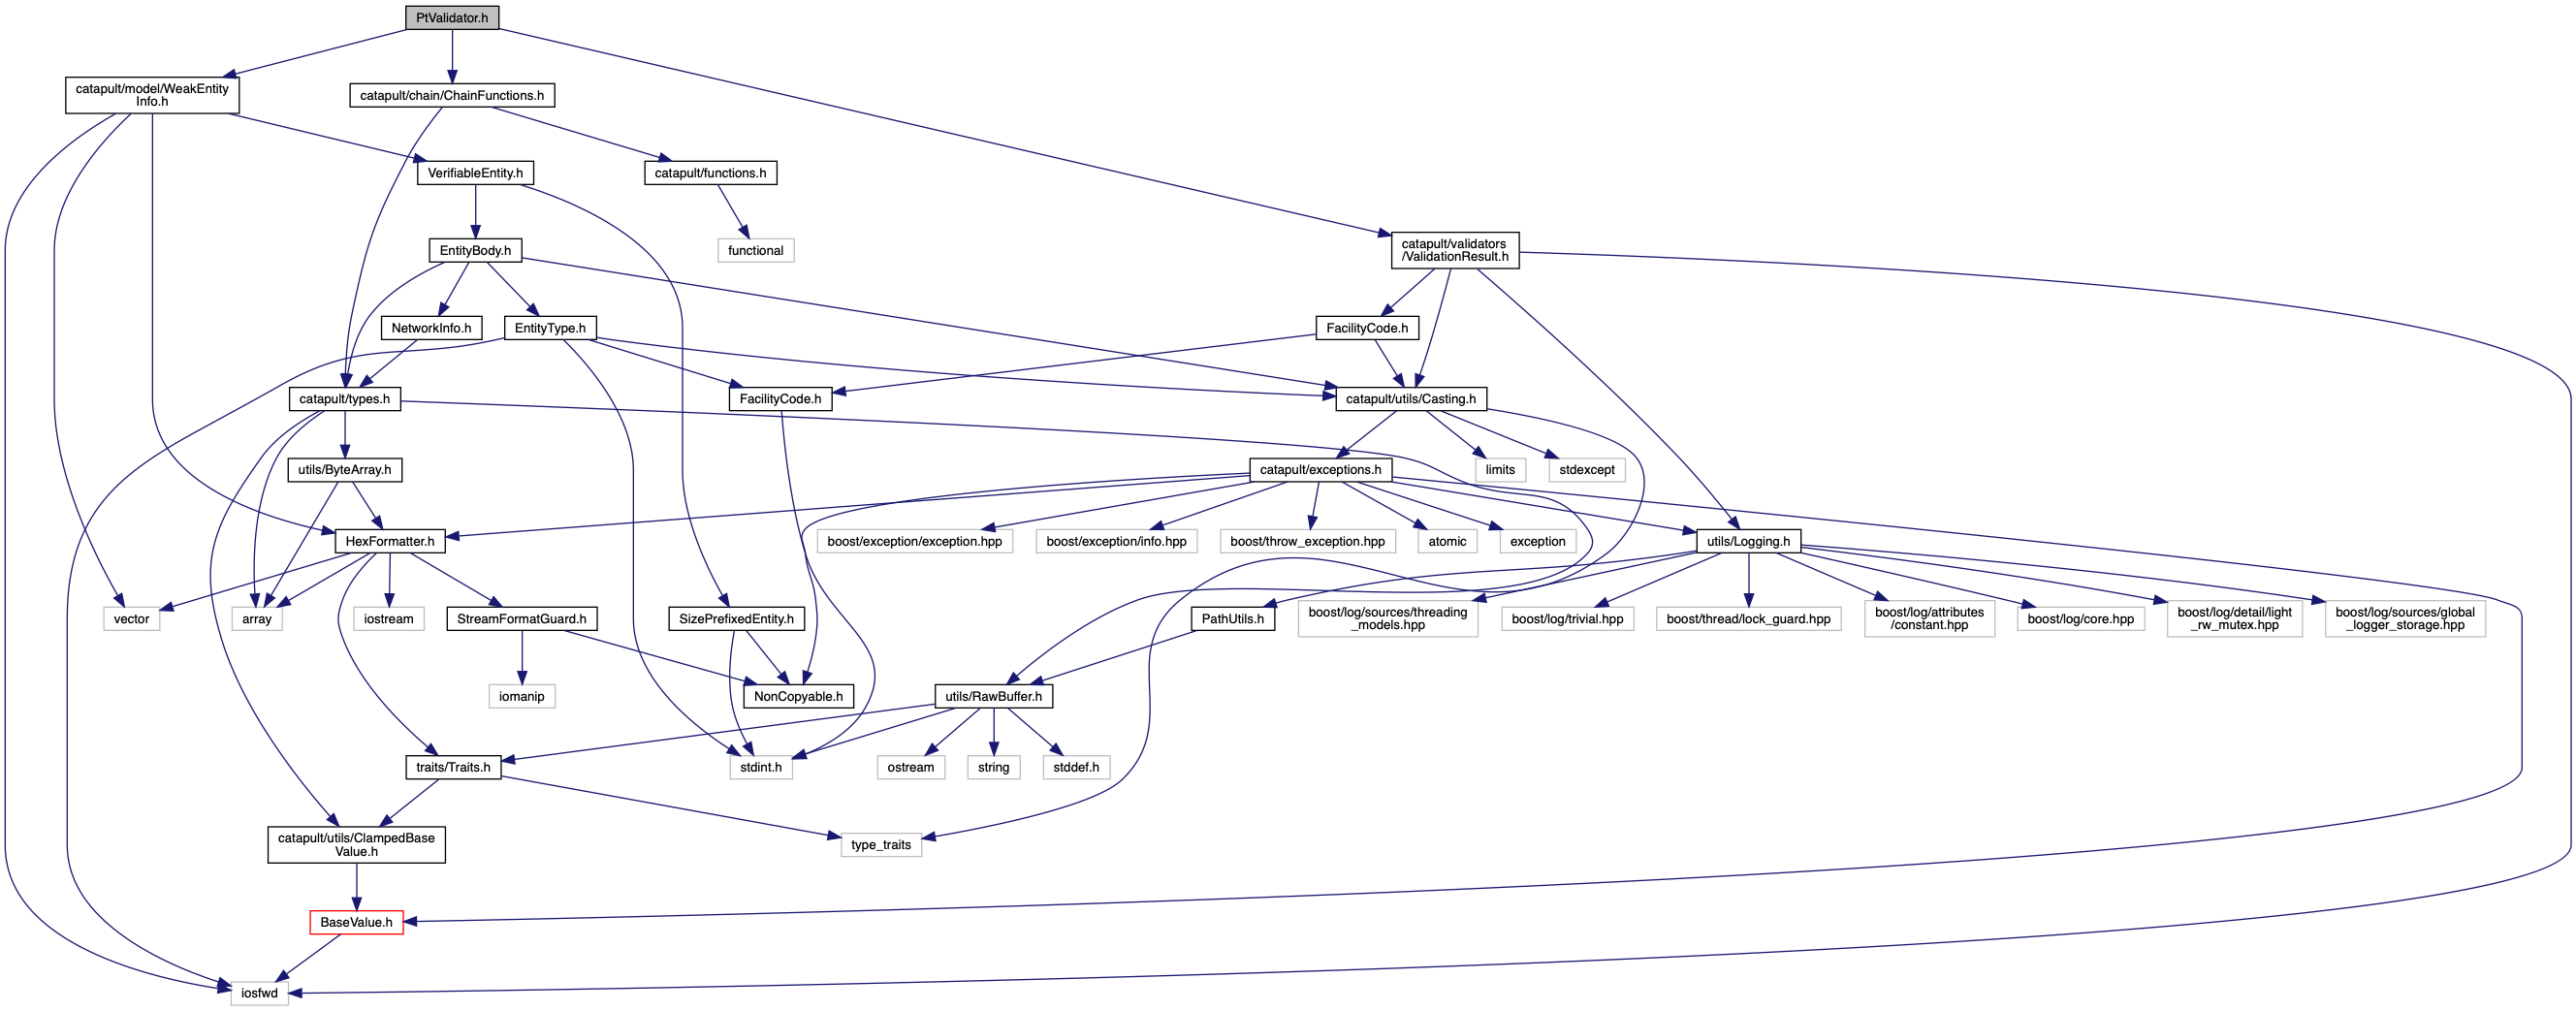 PtValidator.h
catapult/model/WeakEntity
Info.h
catapult/chain/ChainFunctions.h
VerifiableEntity.h
catapult/functions.h
EntityBody.h
functional
catapult/validators
/ValidationResult.h
NetworkInfo.h
EntityType.h
FacilityCode.h
catapult/types.h
FacilityCode.h
catapult/utils/Casting.h
utils/ByteArray.h
catapult/exceptions.h
limits
stdexcept
HexFormatter.h
boost/exception/exception.hpp
boost/exception/info.hpp
boost/throw_exception.hpp
atomic
exception
utils/Logging.h
vector
array
iostream
StreamFormatGuard.h
SizePrefixedEntity.h
PathUtils.h
boost/log/sources/threading
_models.hpp
boost/log/trivial.hpp
boost/thread/lock_guard.hpp
boost/log/attributes
/constant.hpp
boost/log/core.hpp
boost/log/detail/light
_rw_mutex.hpp
boost/log/sources/global
_logger_storage.hpp
iomanip
NonCopyable.h
utils/RawBuffer.h
traits/Traits.h
stdint.h
ostream
string
stddef.h
catapult/utils/ClampedBase
Value.h
type_traits
BaseValue.h
iosfwd